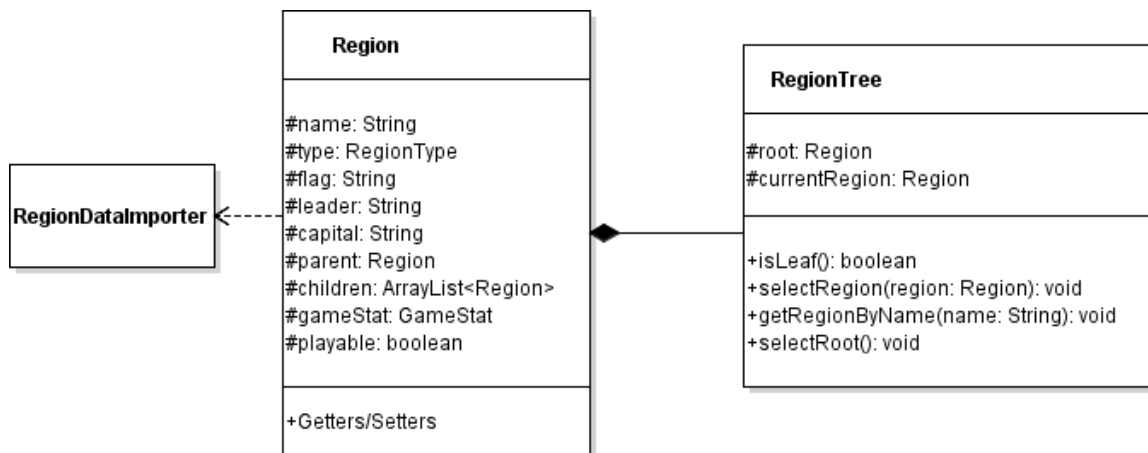 RegionDataImporter
Region
#name: String
#type: RegionType
#flag: String
#leader: String
#capital: String
#parent: Region
#children: ArrayList<Region>
#gameStat: GameStat
#playable: boolean
+Getters/Setters
RegionTree
#root: Region
#currentRegion: Region
+isLeaf(): boolean
+selectRegion(region: Region): void
+getRegionByName(name: String): void
+selectRoot(): void